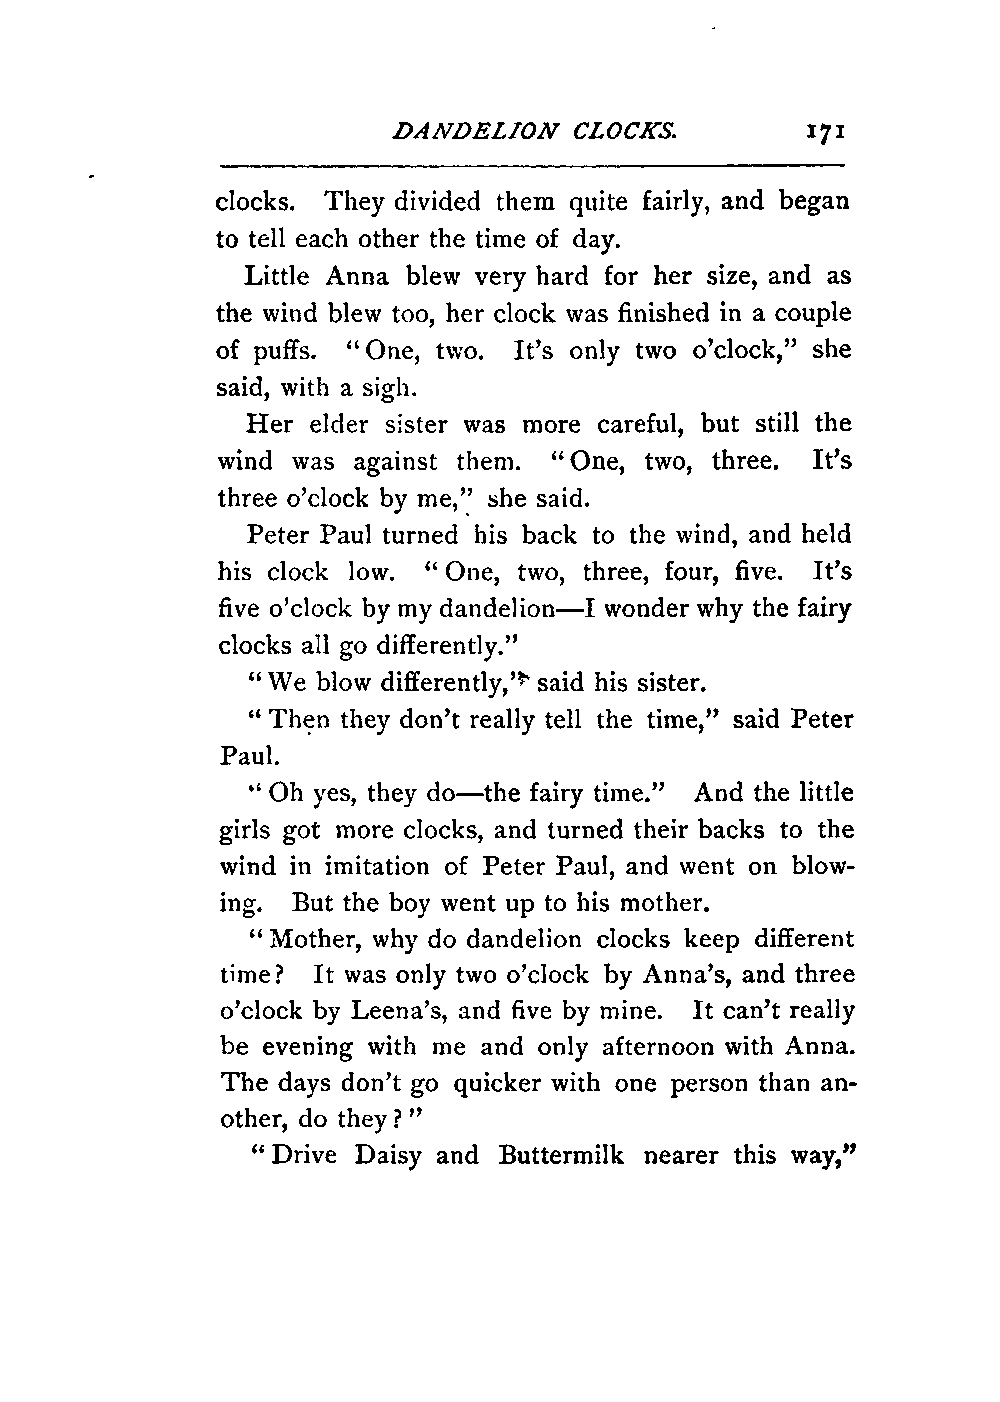 DANDELION CLOCKS. 171
clocks. They divided them quite fairly, and began
to tell each other the time of day.
Little Anna blew very hard for her size, and as
the wind blew too, her clock was finished in a couple
of puffs. "One, two. It's only two o'clock," she
said, with a sigh.
Her elder sister was more careful, but still the
wind was against them. "One, two, three. It's
three o'clock by me," she said.
Peter Paul turned his back to the wind, and held
his clock low. "One, two, three, four, five. It's
five o'clock by my dandelion—I wonder why the fairy
clocks all go differently."
"We blow differently," said his sister.
"Then they don't really tell the time," said Peter
Paul.
"Oh yes, they do—the fairy time." And the little
girls got more clocks, and turned their backs to the
wind in imitation of Peter Paul, and went on blow-
ing. But the boy went up to his mother.
"Mother, why do dandelion clocks keep different
time? It was only two o'clock by Anna's, and three
o'clock by Leena's, and five by mine. It can't really
be evening with me and only afternoon with Anna.
The days don't go quicker with one person than an-
other, do they?"
"Drive Daisy and Buttermilk nearer this way,"